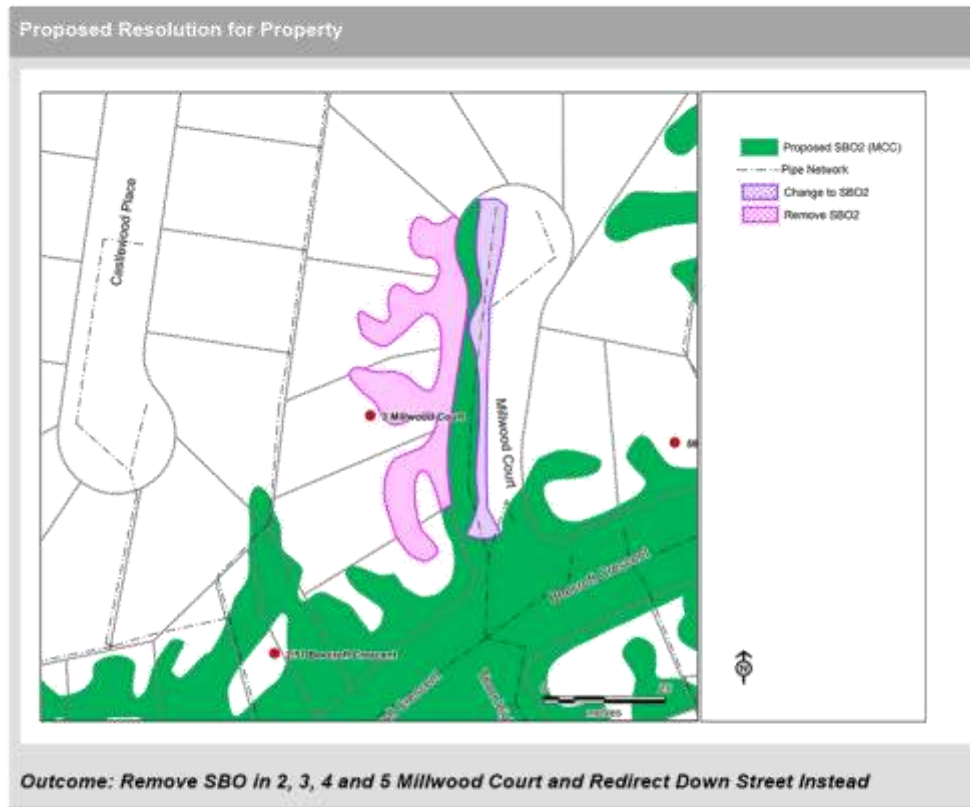 Proposed Resolution for Property
Proposed SBO2 (MCC)
Pipe Network
Change to SBO2
Remove SBO2
Castlewood Place
3 Millwood Court
Millwood Court
Crescent
Crescent
metres
N
Outcome: Remove SBO in 2, 3, 4 and 5 Millwood Court and Redirect Down Street Instead